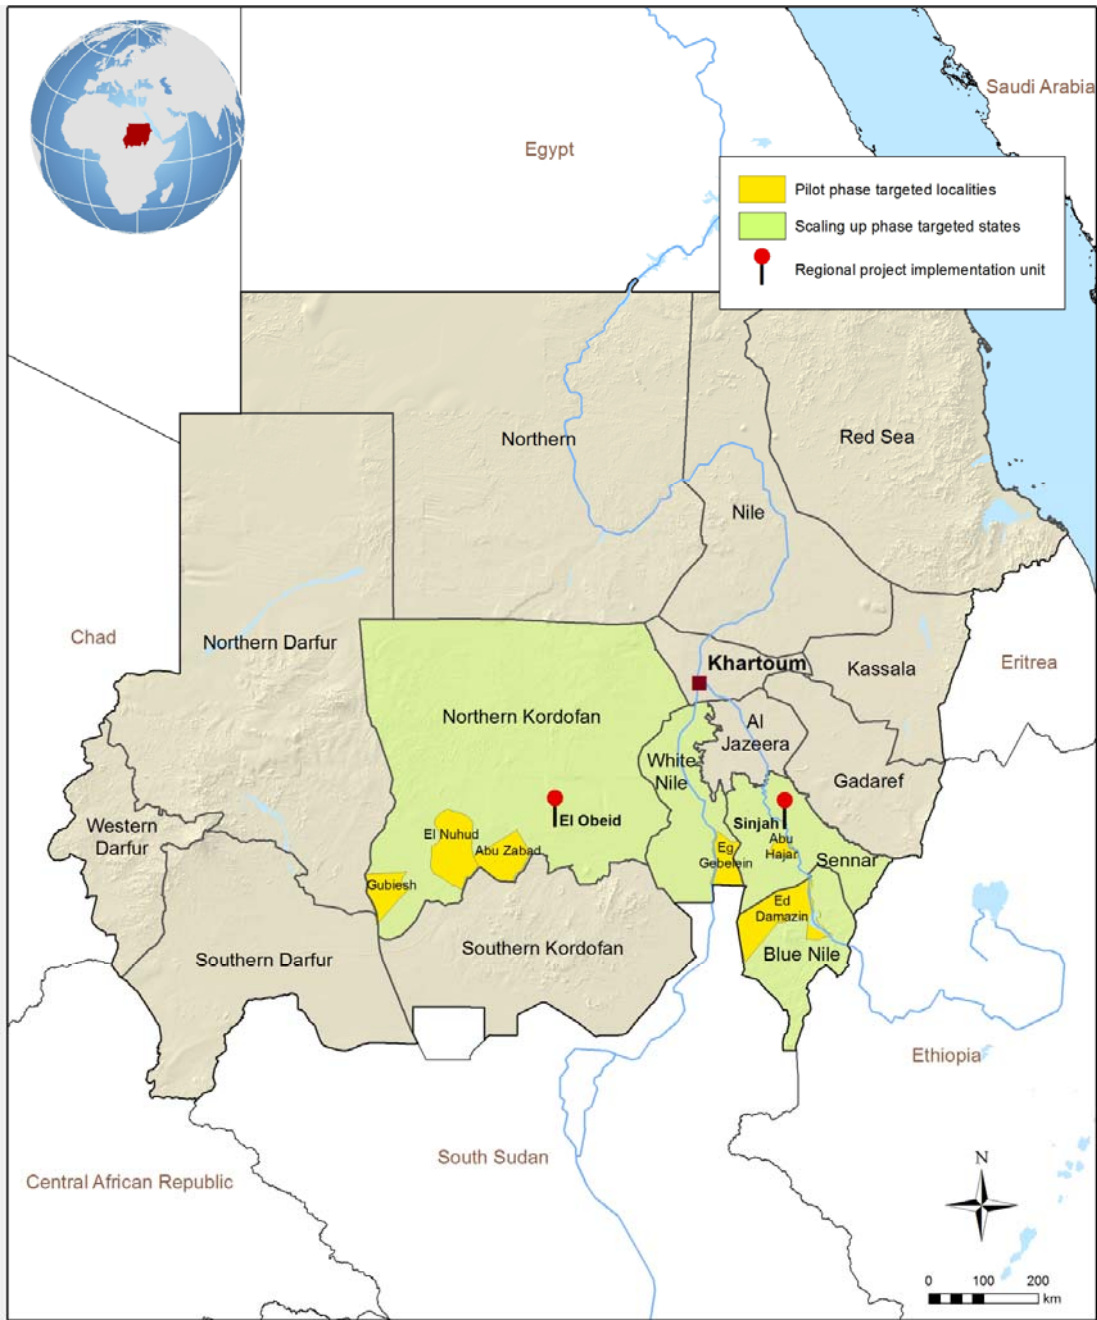 Saudi Arabia
Egypt
Pilot phase targeted localities
Scaling up phase targeted states
Regional project implementation unit
Northern
Red Sea
Nile
Chad
Northern Darfur
Khartoum
Kassala
Eritrea
Northern Kordofan
Al
Jazeera
White
Nile
Gadaref
El Obeid
Western
Darfur
El Nuhud
Abu Zabad
Sinjah
Abu
Hajar
Eg
Gebelein
Sennar
Gubiesh
Ed
Damazin
Southern Darfur
Southern Kordofan
Blue Nile
Ethiopia
South Sudan
Central African Republic
N
0 100 200
km